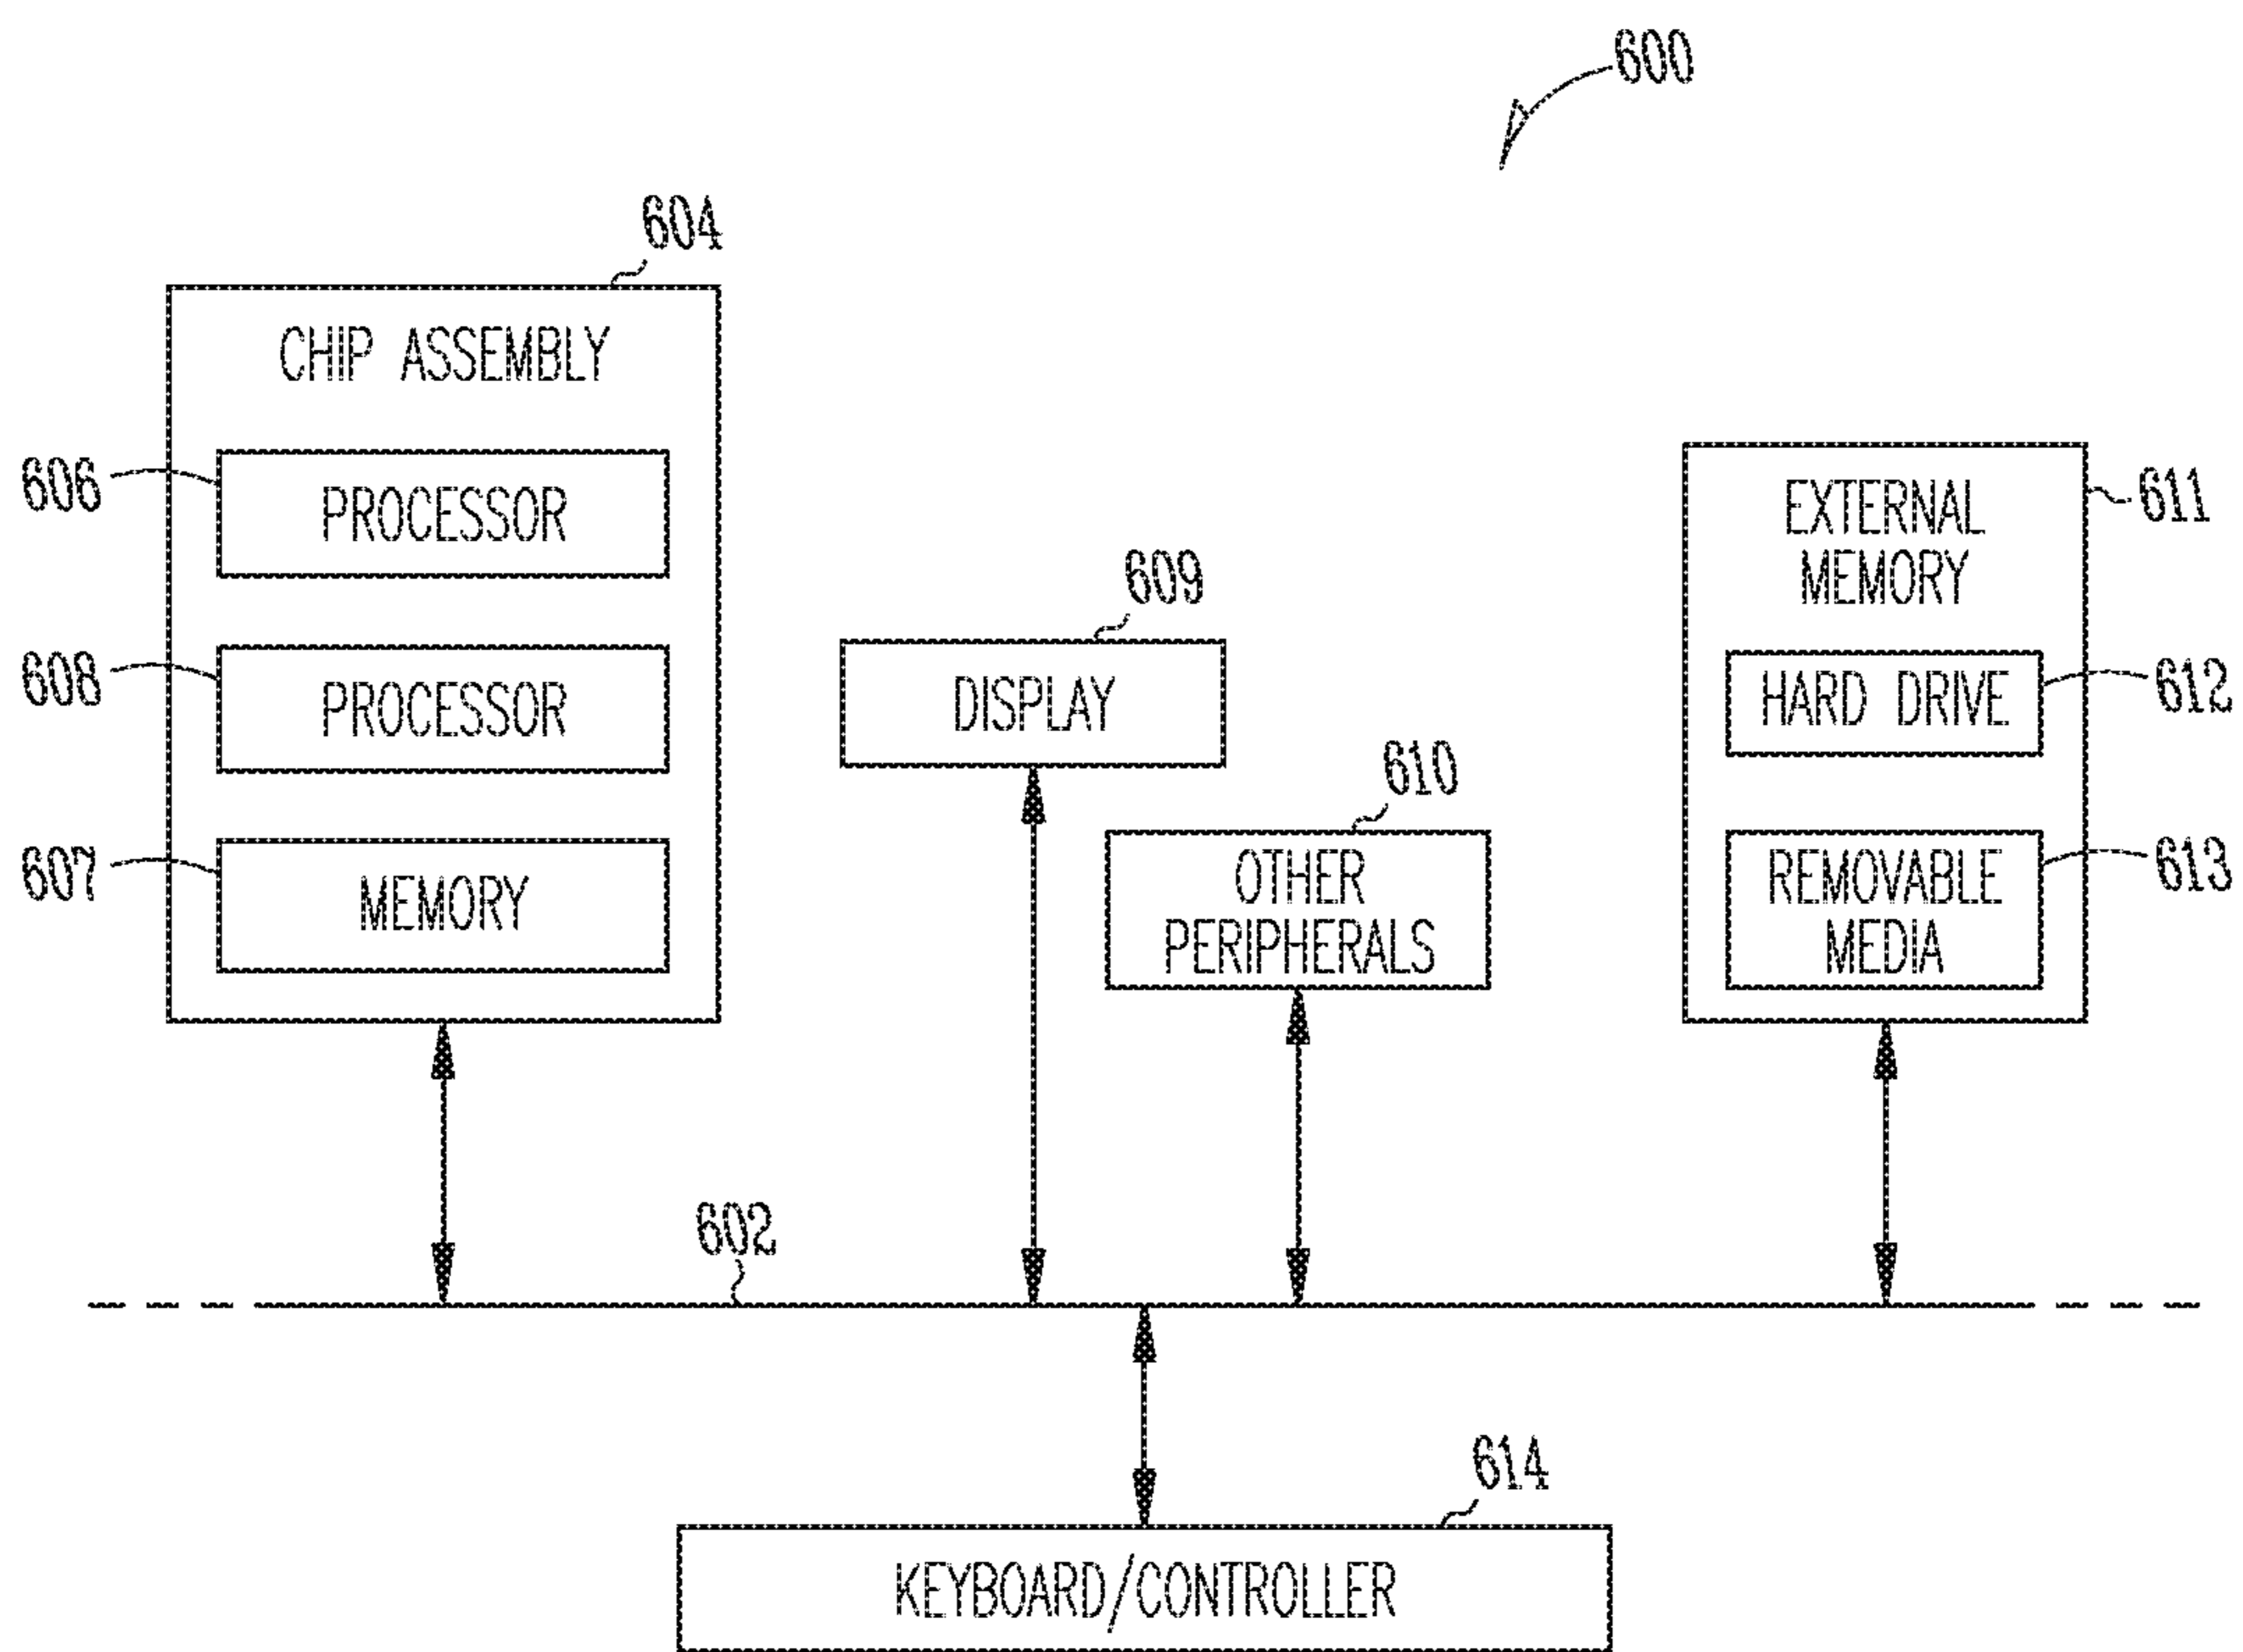 600
604
CHIP ASSEMBLY
606
PROCESSOR
608
PROCESSOR
607
MEMORY
609
DISPLAY
610
OTHER
PERIPHERALS
611
EXTERNAL
MEMORY
612
HARD DRIVE
613
REMOVABLE
MEDIA
602
614
KEYBOARD/CONTROLLER